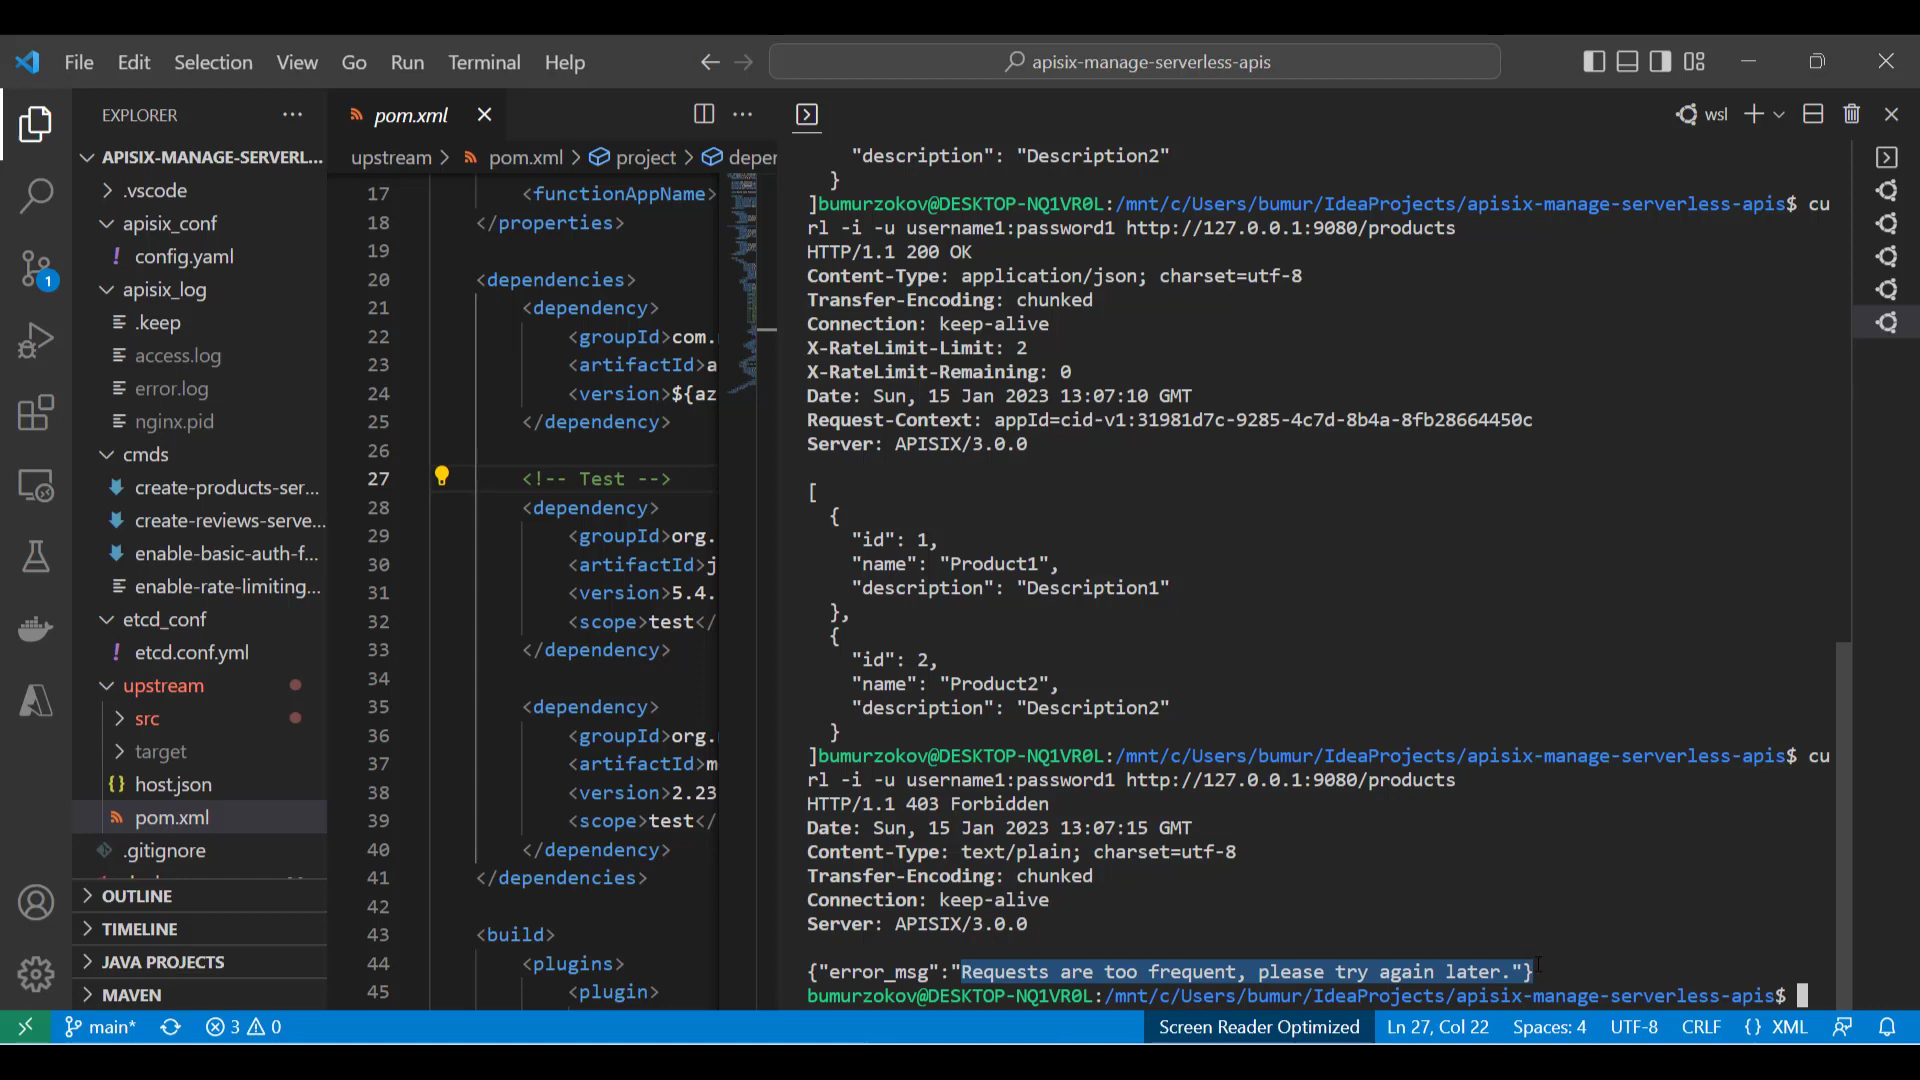 File Edit Selection View Go Run Terminal Help
apisix-manage-serverless-apis
EXPLORER
APISIX-MANAGE-SERVERL...
.vscode
apisix_conf
config.yaml
apisix_log
.keep
access.log
error.log
nginx.pid
cmds
create-products-ser...
create-reviews-serve...
enable-basic-auth-f...
enable-rate-limiting...
etcd_conf
etcd.conf.yml
upstream
src
target
host.json
pom.xml
.gitignore
OUTLINE
TIMELINE
JAVA PROJECTS
MAVEN
1
pom.xml
upstream > pom.xml > project > deper
17 <functionAppName>
18 </properties>
19
20 <dependencies>
21 <dependency>
22 <groupId>com.
23 <artifactId>a
24 <version>${az
25 </dependency>
26
27 <!-- Test -->
28 <dependency>
29 <groupId>org.
30 <artifactId>j
31 <version>5.4.
32 <scope>test</
33 </dependency>
34
35 <dependency>
36 <groupId>org.
37 <artifactId>m
38 <version>2.23
39 <scope>test</
40 </dependency>
41 </dependencies>
42
43 <build>
44 <plugins>
45 <plugin>
wsl
"description": "Description2"
}
]bumurzokov@DESKTOP-NQ1VR0L:/mnt/c/Users/bumur/IdeaProjects/apisix-manage-serverless-apis$ cu
rl -i -u username1:password1 http://127.0.0.1:9080/products
HTTP/1.1 200 OK
Content-Type: application/json; charset=utf-8
Transfer-Encoding: chunked
Connection: keep-alive
X-RateLimit-Limit: 2
X-RateLimit-Remaining: 0
Date: Sun, 15 Jan 2023 13:07:10 GMT
Request-Context: appId=cid-v1:31981d7c-9285-4c7d-8b4a-8fb28664450c
Server: APISIX/3.0.0
[
{
"id": 1,
"name": "Product1",
"description": "Description1"
},
{
"id": 2,
"name": "Product2",
"description": "Description2"
}
]bumurzokov@DESKTOP-NQ1VR0L:/mnt/c/Users/bumur/IdeaProjects/apisix-manage-serverless-apis$ cu
rl -i -u username1:password1 http://127.0.0.1:9080/products
HTTP/1.1 403 Forbidden
Date: Sun, 15 Jan 2023 13:07:15 GMT
Content-Type: text/plain; charset=utf-8
Transfer-Encoding: chunked
Connection: keep-alive
Server: APISIX/3.0.0
{"error_msg":"Requests are too frequent, please try again later."}
bumurzokov@DESKTOP-NQ1VR0L:/mnt/c/Users/bumur/IdeaProjects/apisix-manage-serverless-apis$
main* 3 0 Screen Reader Optimized Ln 27, Col 22 Spaces: 4 UTF-8 CRLF {} XML